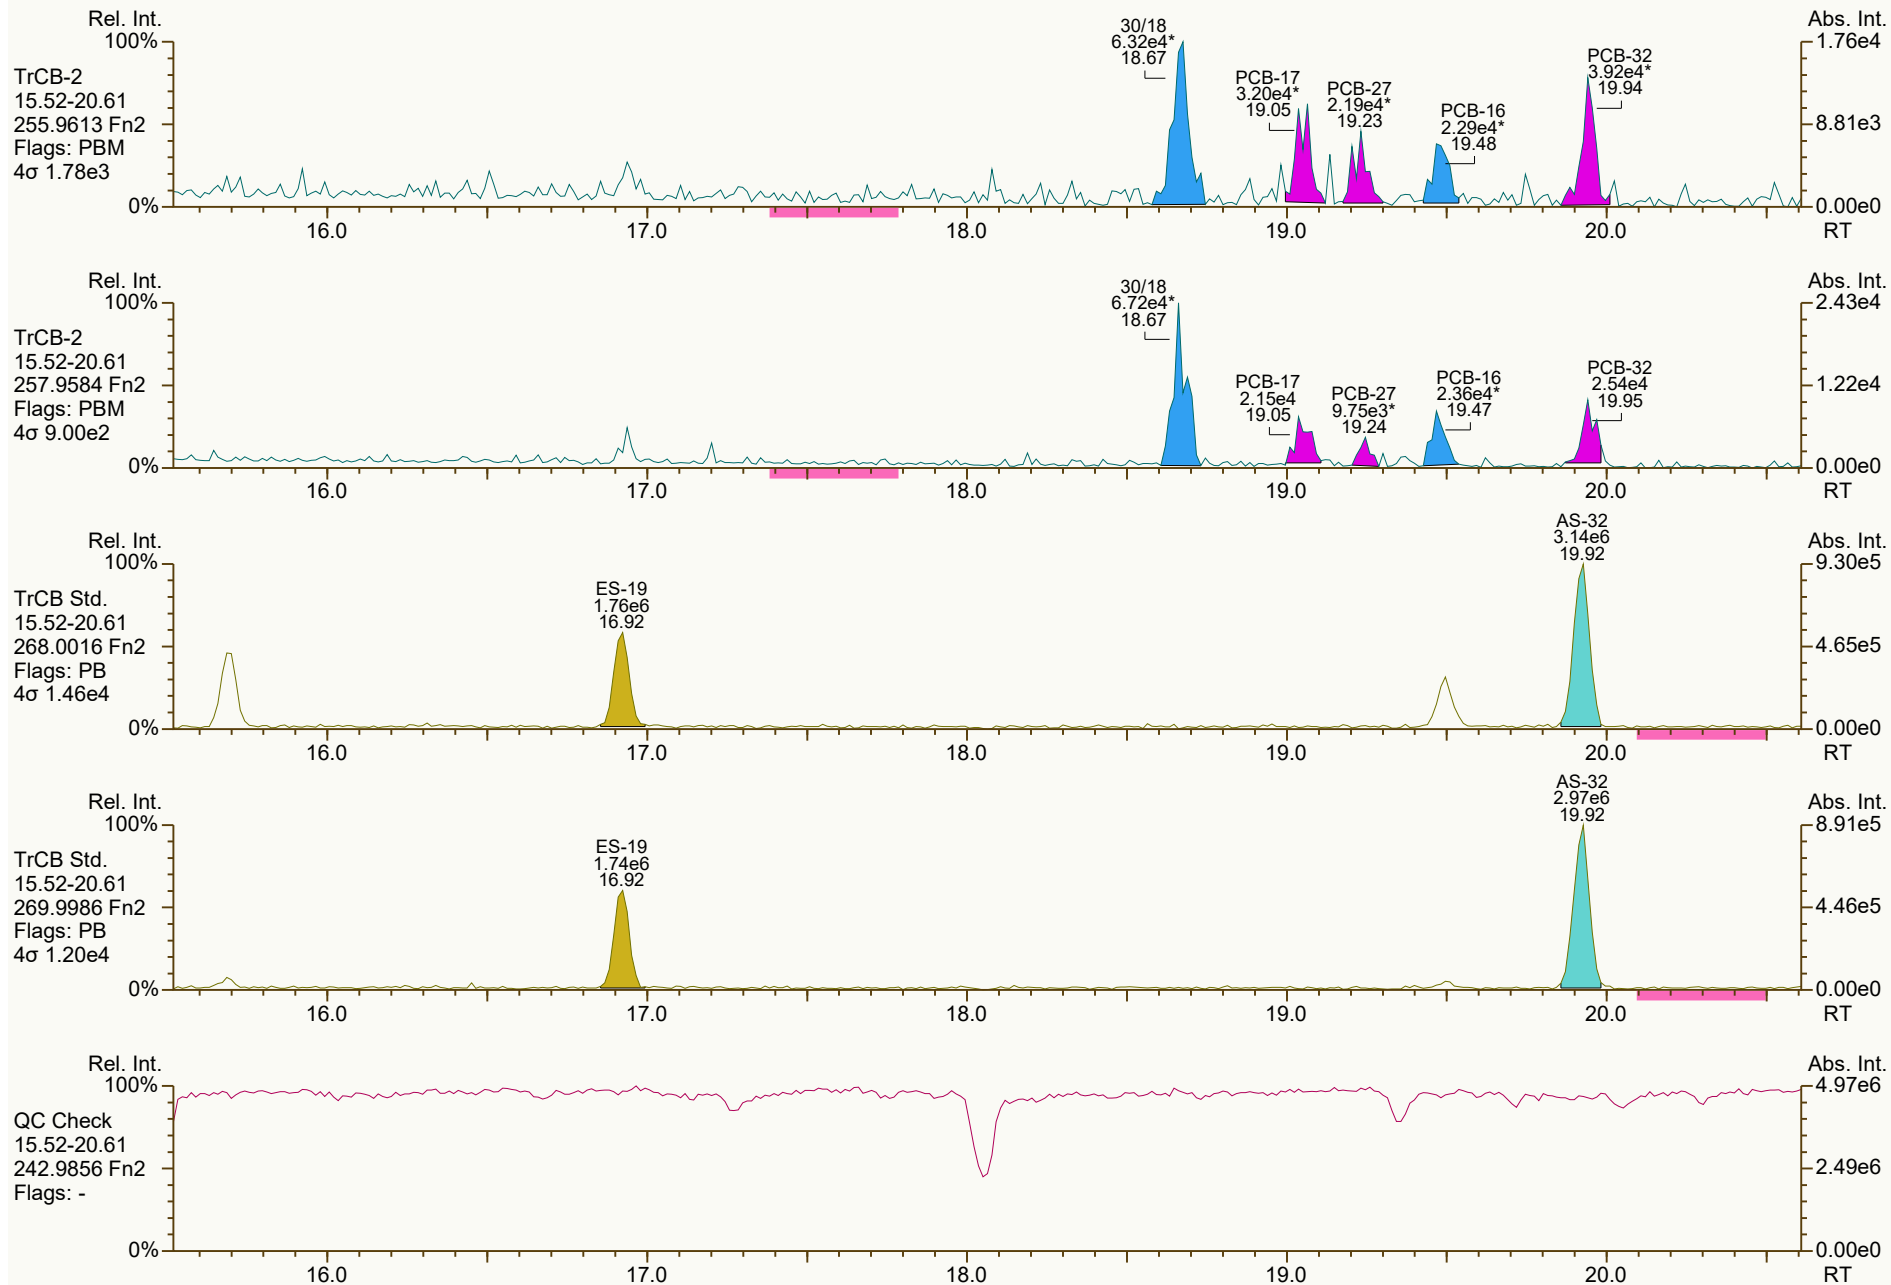 Rel. Int.
Abs. Int.
100%
1.76e4
TrCB-2
15.52-20.61
255.9613 Fn2
Flags: PBM
4σ 1.78e3
30/18
6.32e4*
18.67
PCB-17
3.20e4*
19.05
PCB-27
2.19e4*
19.23
PCB-16
2.29e4*
19.48
PCB-32
3.92e4*
19.94
8.81e3
0%
0.00e0
16.0 17.0 18.0 19.0 20.0 RT
Rel. Int.
Abs. Int.
100%
2.43e4
TrCB-2
15.52-20.61
257.9584 Fn2
Flags: PBM
4σ 9.00e2
30/18
6.72e4*
18.67
PCB-17
2.15e4
19.05
PCB-27
9.75e3*
19.24
PCB-16
2.36e4*
19.47
PCB-32
2.54e4
19.95
1.22e4
0%
0.00e0
16.0 17.0 18.0 19.0 20.0 RT
Rel. Int.
Abs. Int.
100%
9.30e5
TrCB Std.
15.52-20.61
268.0016 Fn2
Flags: PB
4σ 1.46e4
ES-19
1.76e6
16.92
AS-32
3.14e6
19.92
4.65e5
0%
0.00e0
16.0 17.0 18.0 19.0 20.0 RT
Rel. Int.
Abs. Int.
100%
8.91e5
TrCB Std.
15.52-20.61
269.9986 Fn2
Flags: PB
4σ 1.20e4
ES-19
1.74e6
16.92
AS-32
2.97e6
19.92
4.46e5
0%
0.00e0
16.0 17.0 18.0 19.0 20.0 RT
Rel. Int.
Abs. Int.
100%
4.97e6
QC Check
15.52-20.61
242.9856 Fn2
Flags: -
2.49e6
0%
0.00e0
16.0 17.0 18.0 19.0 20.0 RT